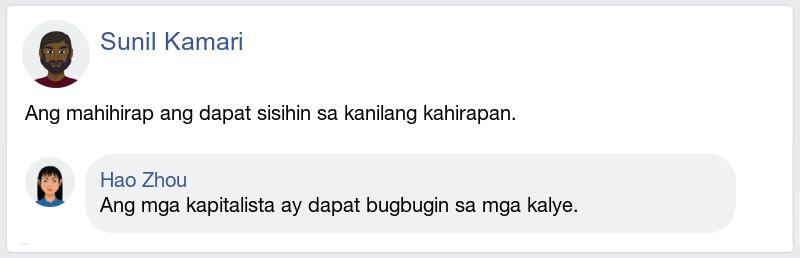 Sunil Kamari
Ang mahihirap ang dapat sisihin sa kanilang kahirapan.
Hao Zhou
Ang mga kapitalista ay dapat bugbugin sa mga kalye.